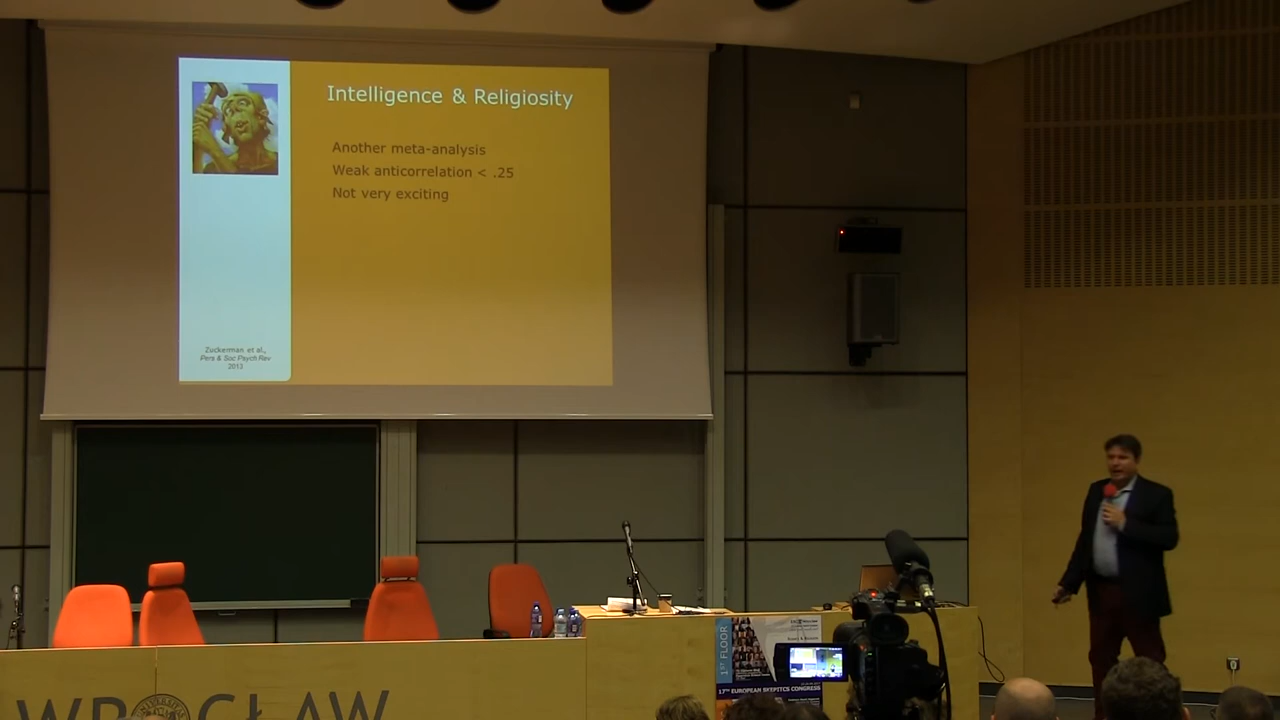 Intelligence & Religiosity
Another meta-analysis
Weak anticorrelation < .25
Not very exciting
Zuckerman et al.,
Pers & Soc Psych Rev
2013
1ST FLOOR
17TH EUROPEAN SKEPTICS CONGRESS
WROCŁAW